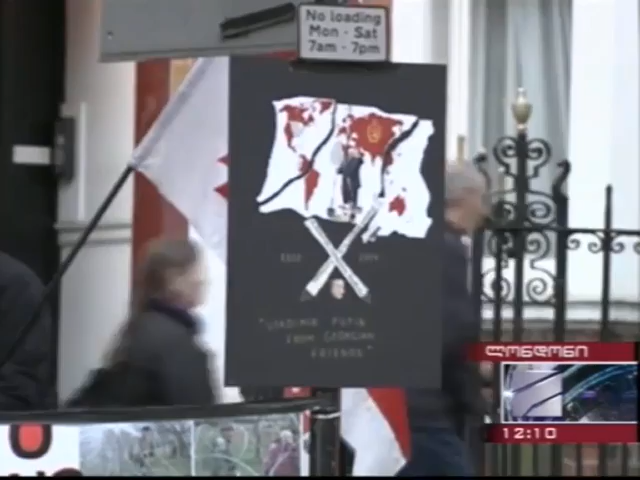 No loading
Mon - Sat
7am - 7pm
"VLADIMIR PUTIN
FROM GEORGIAN
FRIENDS"
ლონდონი
12:10